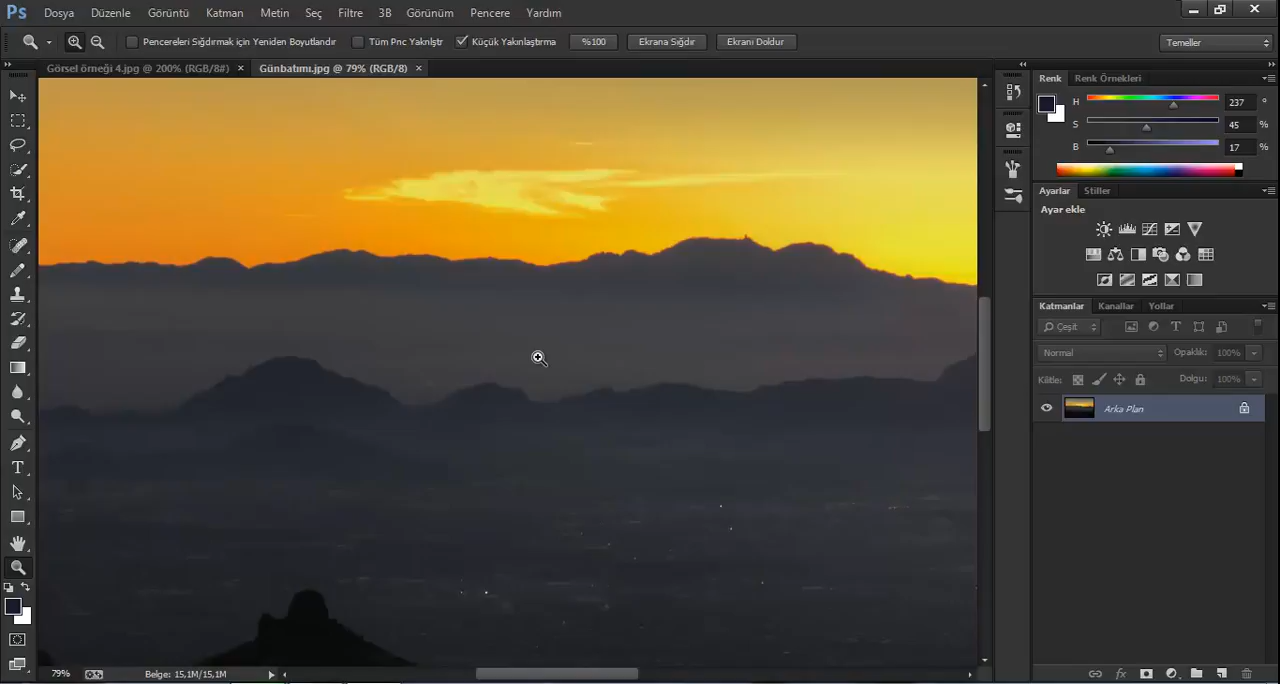 Ps Dosya Düzenle Görüntü Katman Metin Seç Filtre 3B Görünüm Pencere Yardım
Pencereleri Sığdırmak için Yeniden Boyutlandır Tüm Pnc Yaknlştr Küçük Yakınlaştırma %100 Ekrana Sığdır Ekranı Doldur Temeller
Görsel örneği 4.jpg @ 200% (RGB/8#) × Günbatımı.jpg @ 79% (RGB/8) ×
Renk Renk Örnekleri
H 237 °
S 45 %
B 17 %
Ayarlar Stiller
Ayar ekle
Katmanlar Kanallar Yollar
Çeşit
Normal Opaklık: 100%
Kilitle: Dolgu: 100%
Arka Plan
79% Belge: 15,1M/15,1M